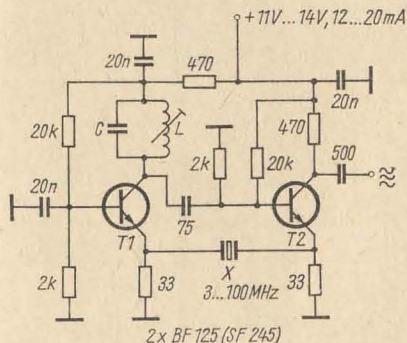 +11V...14V, 12...20mA
20n
470
20n
20k
C
L
470
500
2k
20k
20n
T1
75
T2
2k
33
X
3...100MHz
33
2x BF 125 (SF 245)